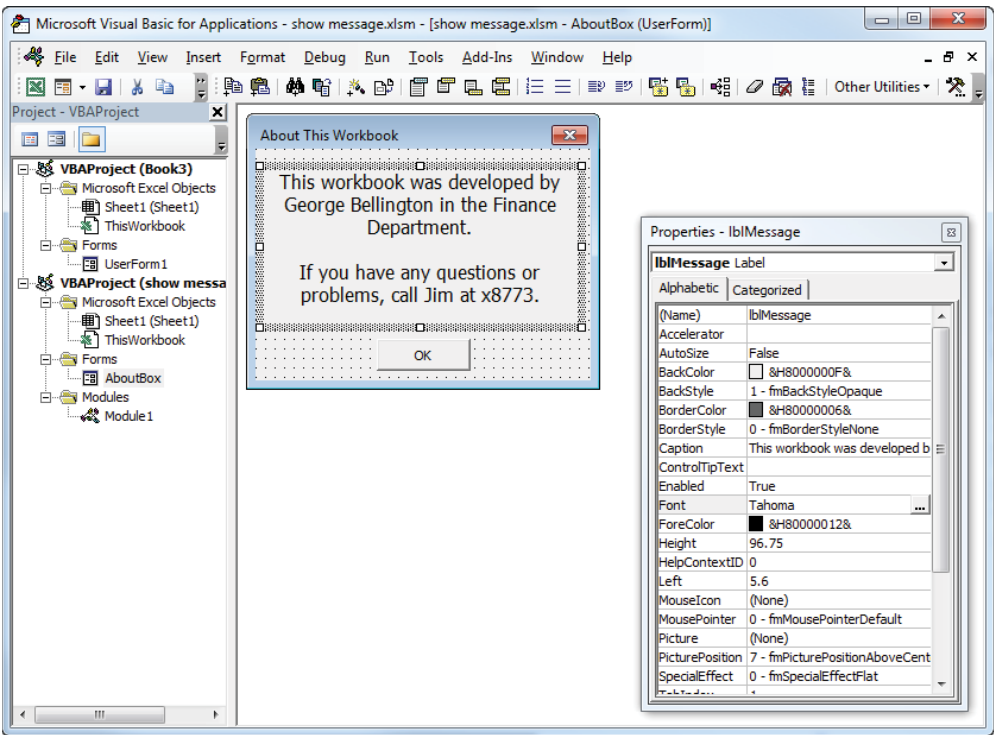 Microsoft Visual Basic for Applications - show message.xlsm - [show message.xlsm - AboutBox (UserForm)]
File Edit View Insert Format Debug Run Tools Add-Ins Window Help
Other Utilities
Project - VBAProject
VBAProject (Book3)
Microsoft Excel Objects
Sheet1 (Sheet1)
ThisWorkbook
Forms
UserForm1
VBAProject (show messa
Microsoft Excel Objects
Sheet1 (Sheet1)
ThisWorkbook
Forms
AboutBox
Modules
Module1
About This Workbook
This workbook was developed by
George Bellington in the Finance
Department.
If you have any questions or
problems, call Jim at x8773.
OK
Properties - lblMessage
lblMessage Label
Alphabetic Categorized
(Name) lblMessage
Accelerator
AutoSize False
BackColor &H8000000F&
BackStyle 1 - fmBackStyleOpaque
BorderColor &H80000006&
BorderStyle 0 - fmBorderStyleNone
Caption This workbook was developed b
ControlTipText
Enabled True
Font Tahoma ...
ForeColor &H80000012&
Height 96.75
HelpContextID 0
Left 5.6
MouseIcon (None)
MousePointer 0 - fmMousePointerDefault
Picture (None)
PicturePosition 7 - fmPicturePositionAboveCent
SpecialEffect 0 - fmSpecialEffectFlat